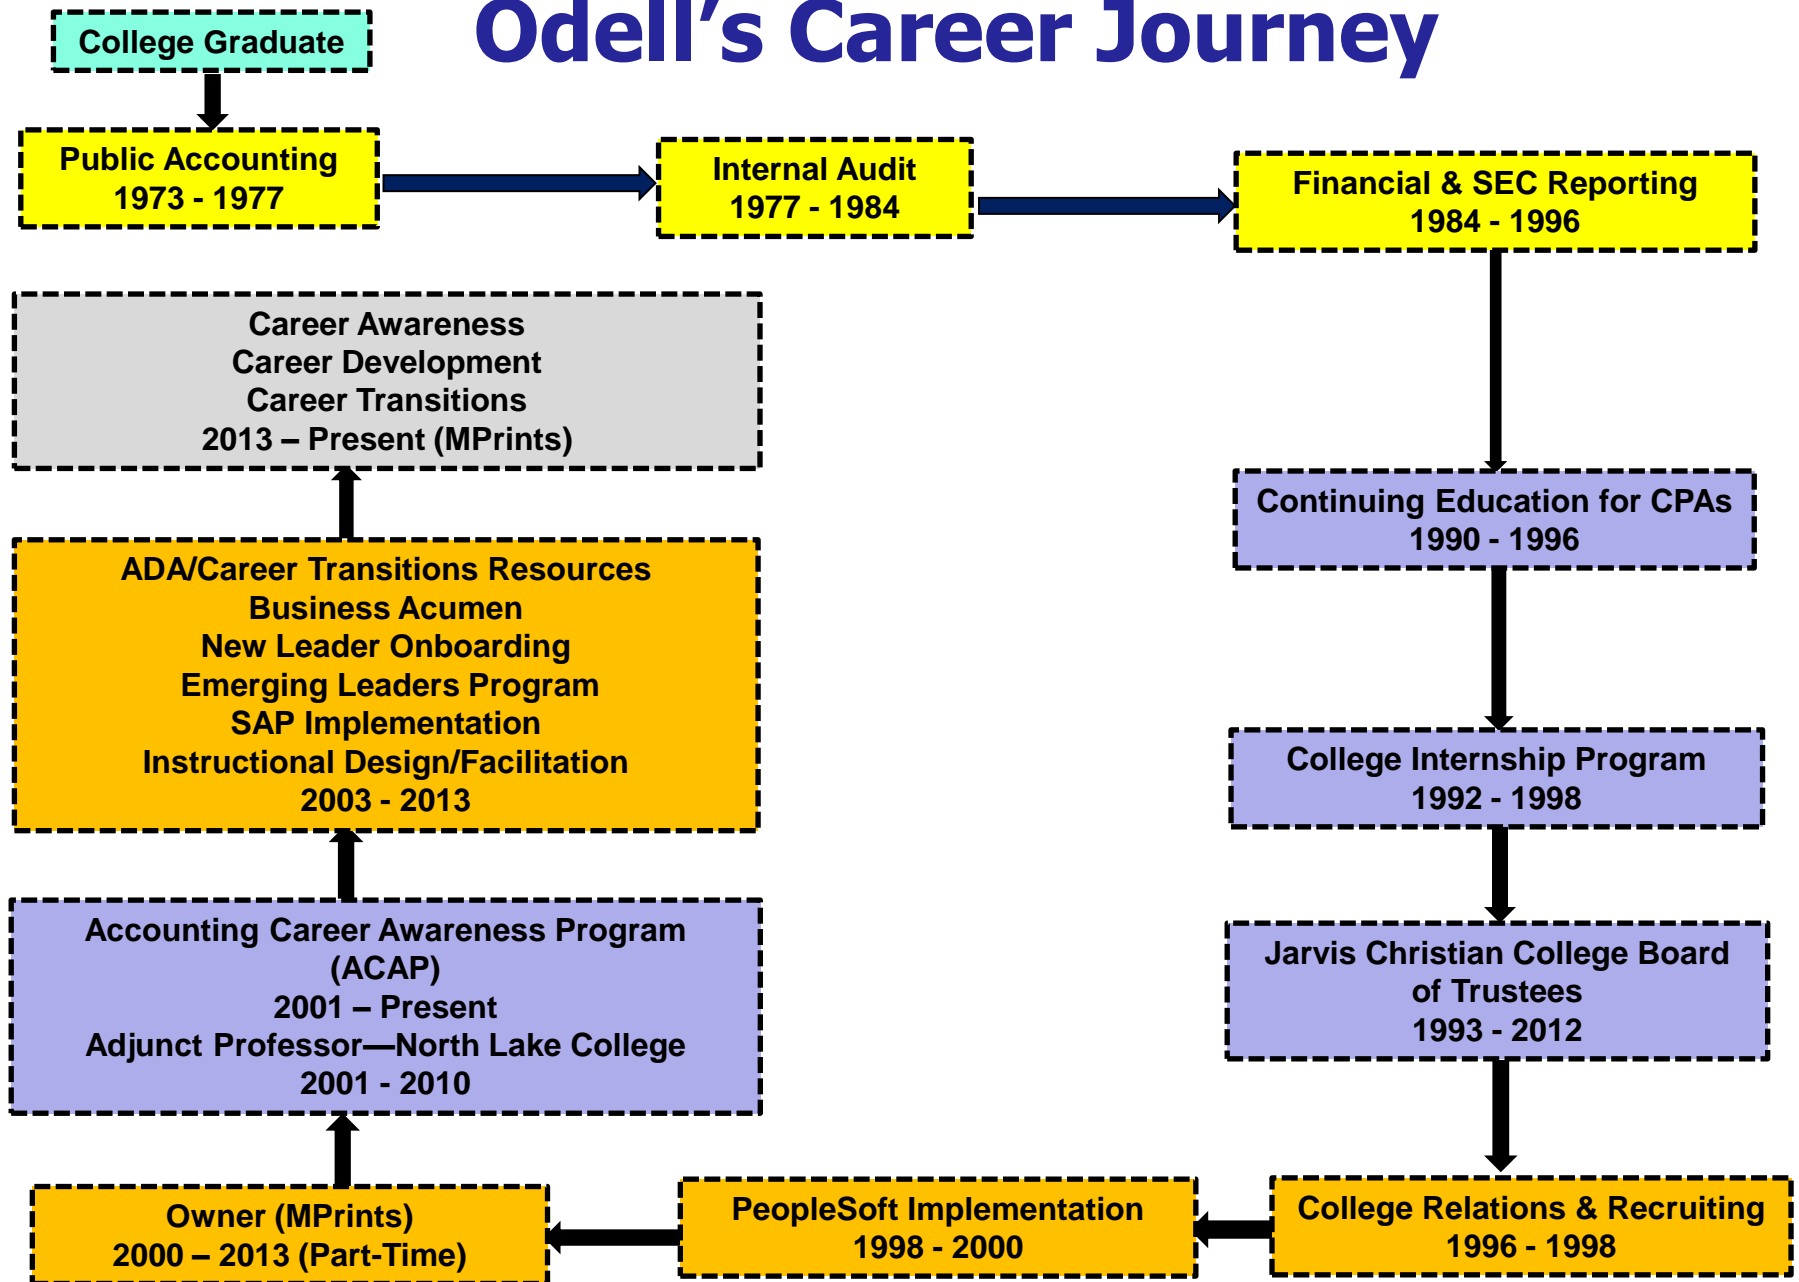 Odell’s Career Journey
College Graduate
Public Accounting
1973 - 1977
Internal Audit
1977 - 1984
Financial & SEC Reporting
1984 - 1996
Continuing Education for CPAs
1990 - 1996
College Internship Program
1992 - 1998
Jarvis Christian College Board
of Trustees
1993 - 2012
College Relations & Recruiting
1996 - 1998
PeopleSoft Implementation
1998 - 2000
Owner (MPrints)
2000 – 2013 (Part-Time)
Accounting Career Awareness Program
(ACAP)
2001 – Present
Adjunct Professor—North Lake College
2001 - 2010
ADA/Career Transitions Resources
Business Acumen
New Leader Onboarding
Emerging Leaders Program
SAP Implementation
Instructional Design/Facilitation
2003 - 2013
Career Awareness
Career Development
Career Transitions
2013 – Present (MPrints)